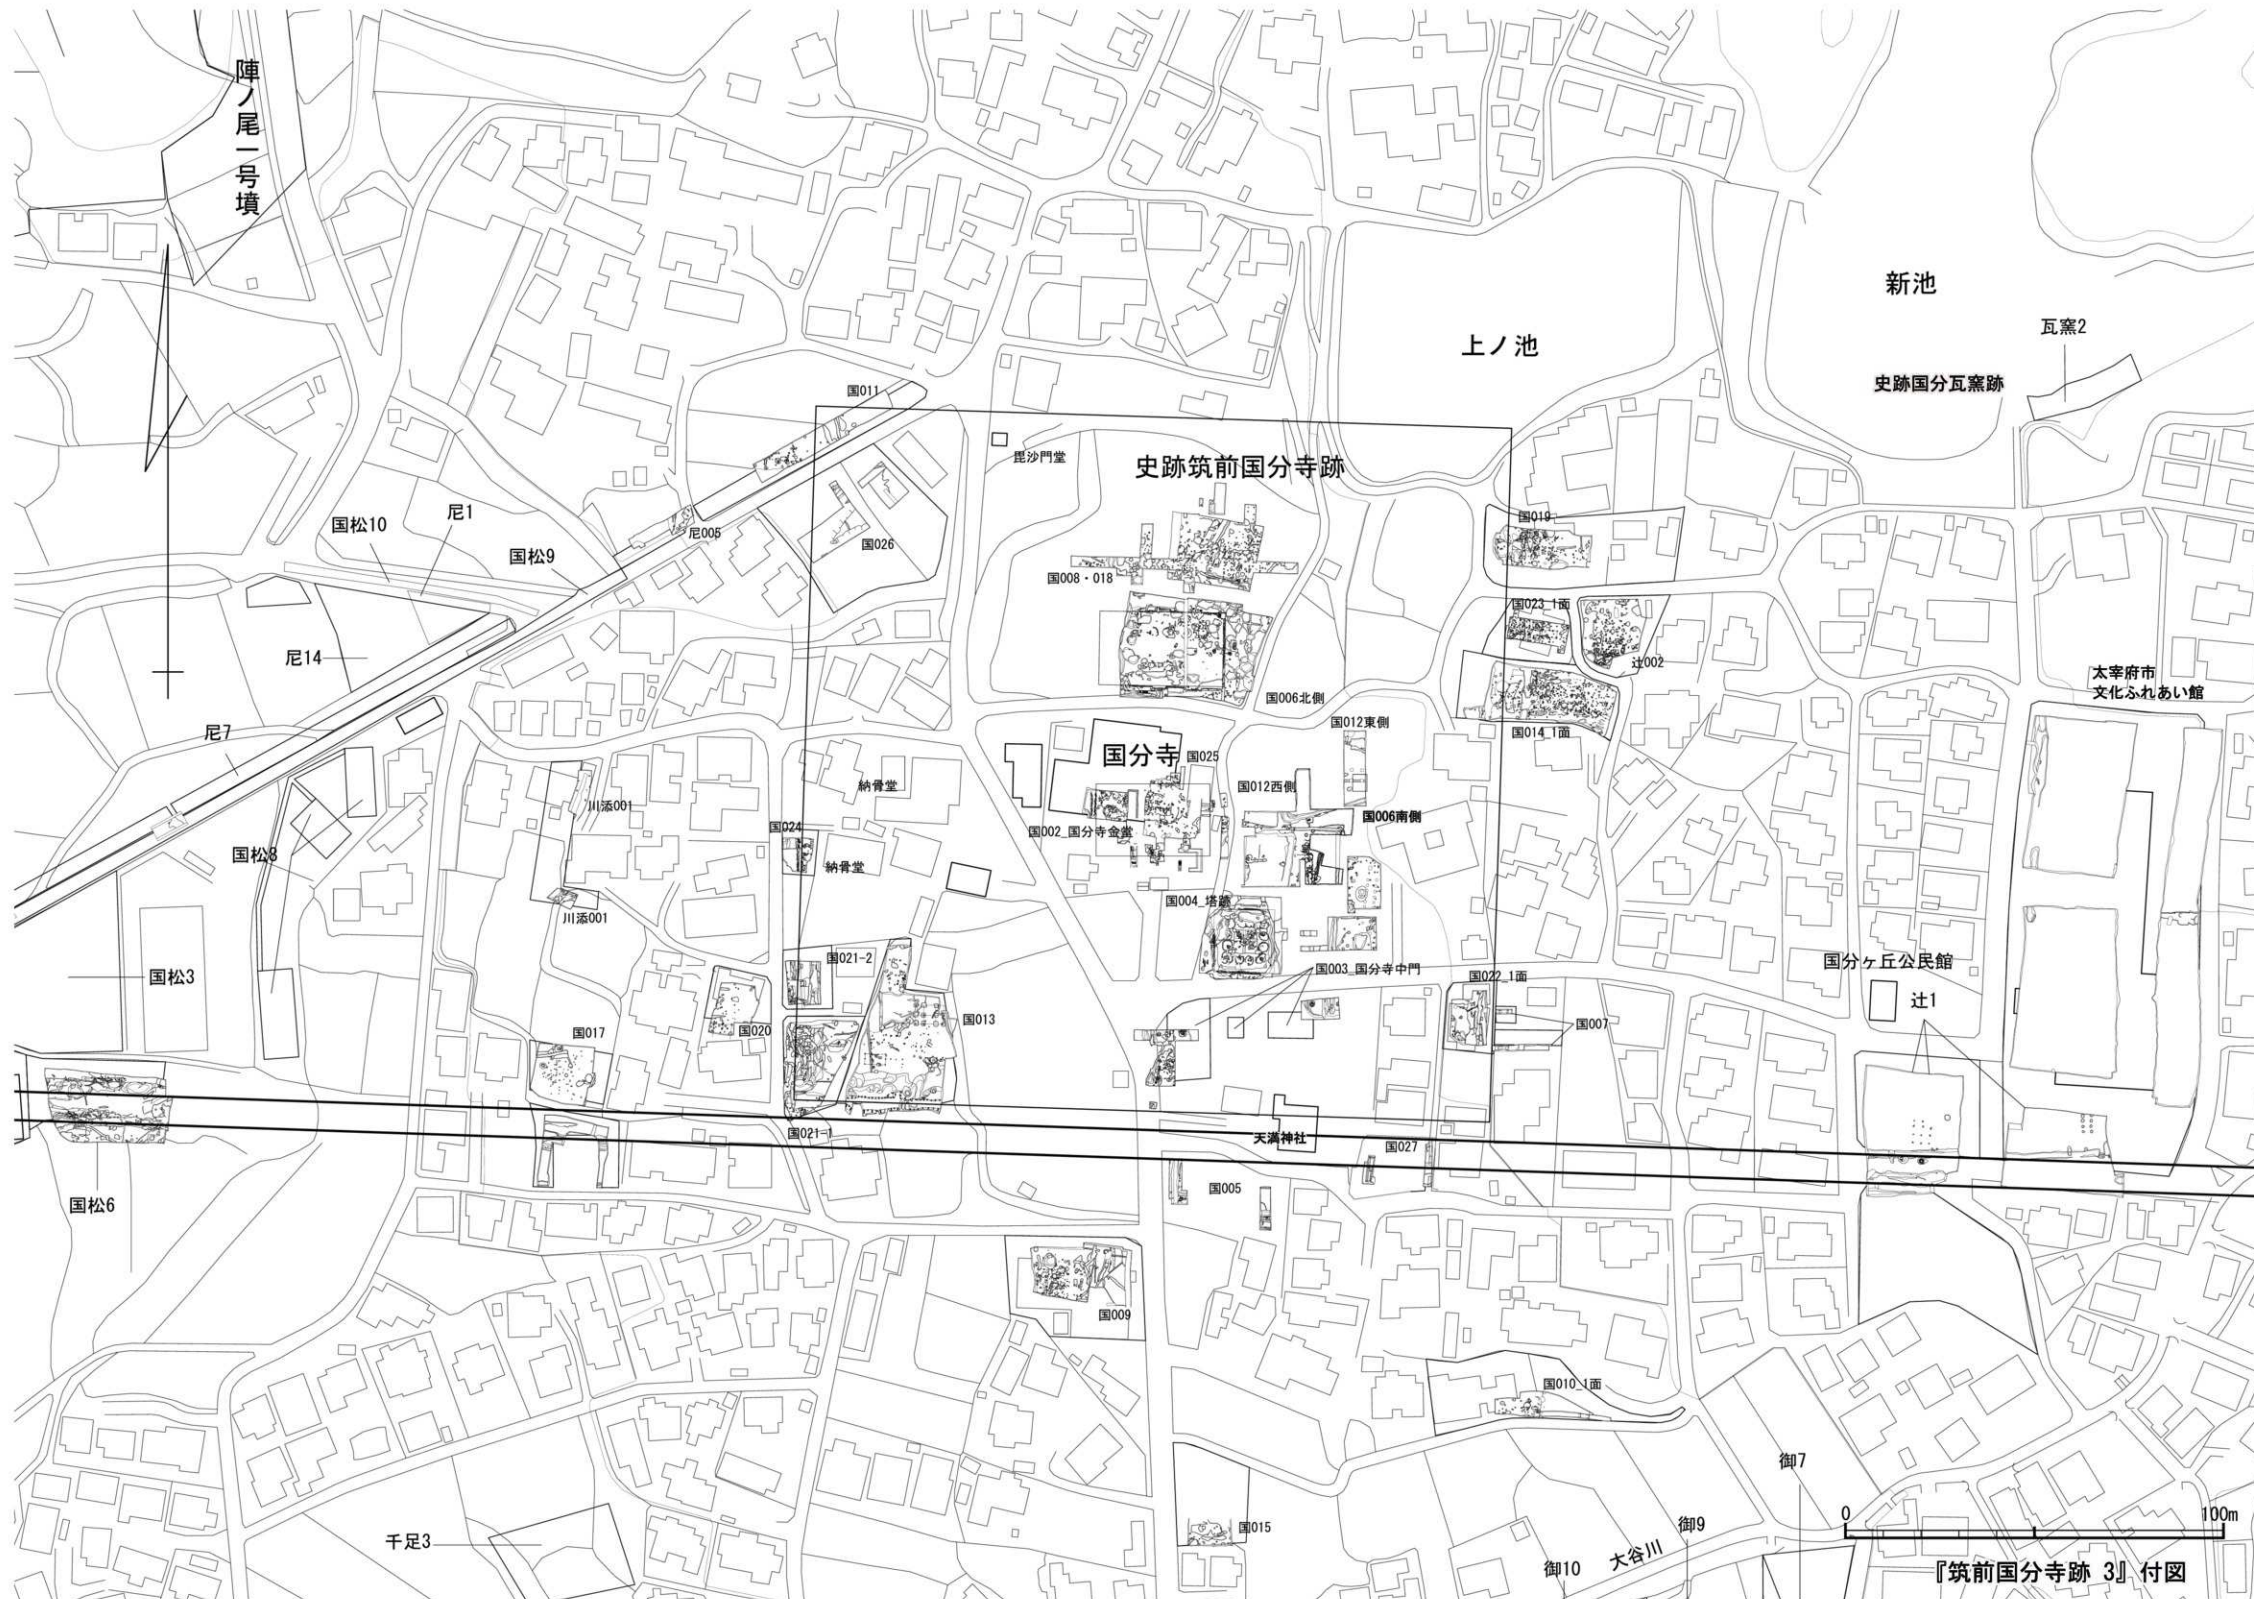 陣ノ尾一号墳
新池
瓦窯2
上ノ池
史跡国分瓦窯跡
国011
毘沙門堂
史跡筑前国分寺跡
国松10
尼1
国松9
尼005
国026
国019
国008・018
国023_1面
辻002
尼14
国006北側
太宰府市
文化ふれあい館
尼7
国012東側
国014_1面
国分寺
国025
納骨堂
国012西側
川添001
国006南側
国024
国002_国分寺金堂
国松8
納骨堂
国004_塔跡
川添001
国021-2
国003_国分寺中門
国022_1面
国分ヶ丘公民館
国松3
辻1
国017
国020
国013
国007
国021-1
天満神社
国027
国松6
国005
国009
国010_1面
御7
0
100m
千足3
国015
御9
大谷川
御10
『筑前国分寺跡 3』付図